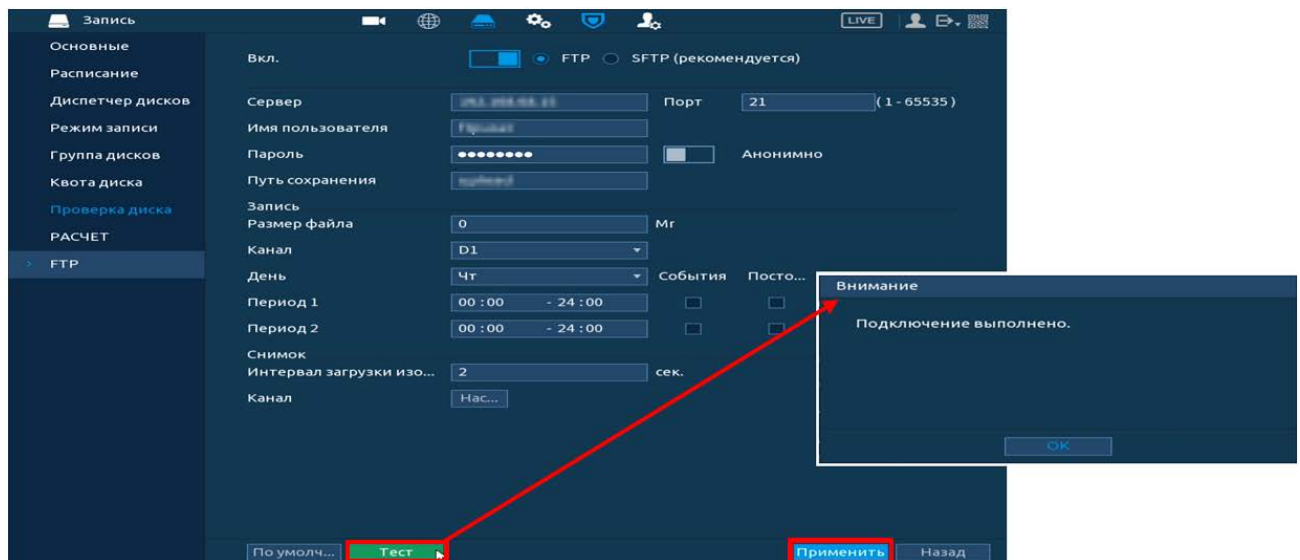 Запись LIVE
Основные
Расписание
Диспетчер дисков
Режим записи
Группа дисков
Квота диска
Проверка диска
РАСЧЕТ
FTP
Вкл. FTP SFTP (рекомендуется)
Сервер Порт 21 (1-65535)
Имя пользователя
Пароль •••••••• Анонимно
Путь сохранения
Запись
Размер файла 0 Мг
Канал D1
День Чт События Посто...
Период 1 00:00 - 24:00
Период 2 00:00 - 24:00
Снимок
Интервал загрузки изо... 2 сек.
Канал Нас...
По умолч... Тест Применить Назад
Внимание
Подключение выполнено.
OK